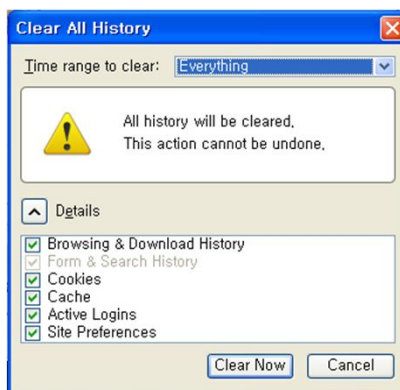 Clear All History
Time range to clear: Everything
All history will be cleared.
This action cannot be undone.
Details
Browsing & Download History
Form & Search History
Cookies
Cache
Active Logins
Site Preferences
Clear Now Cancel